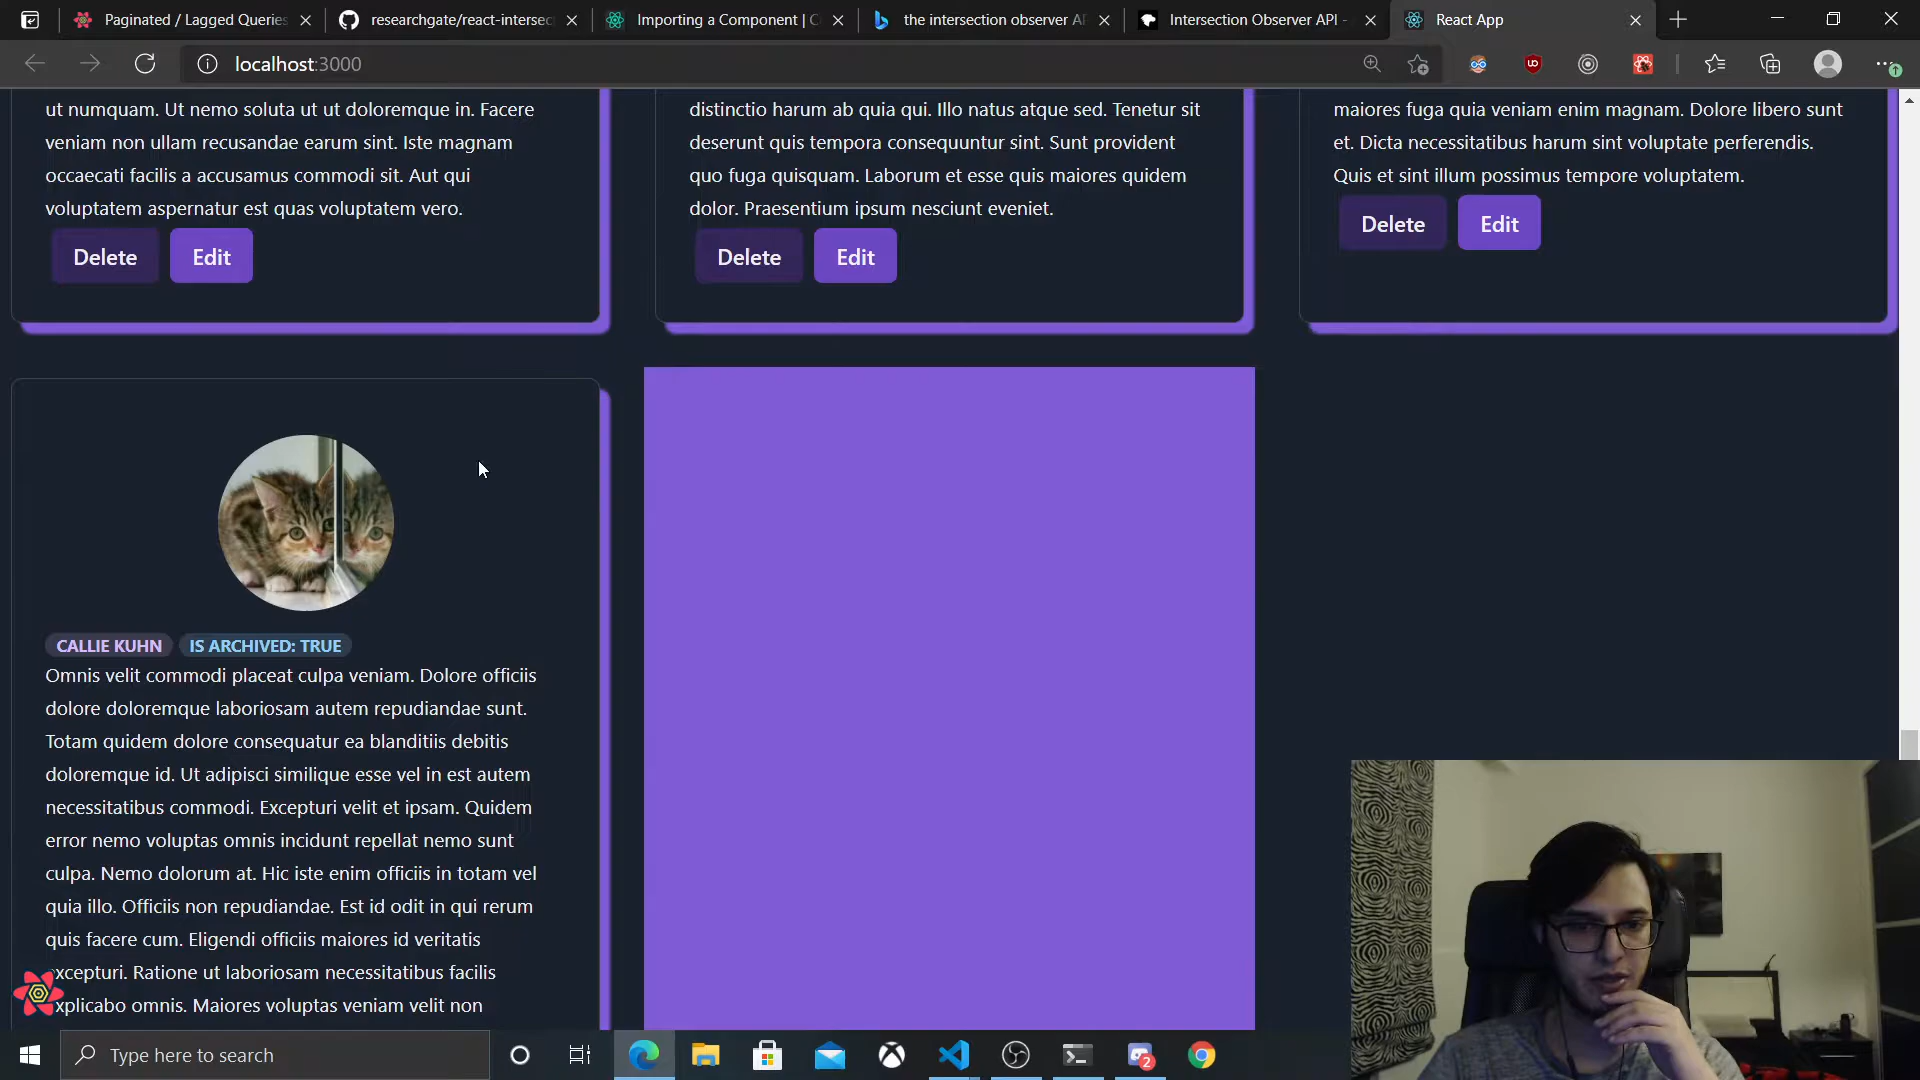 Paginated / Lagged Queries
researchgate/react-intersec
Importing a Component | C
the intersection observer AP
Intersection Observer API -
React App
localhost:3000
ut numquam. Ut nemo soluta ut ut doloremque in. Facere
veniam non ullam recusandae earum sint. Iste magnam
occaecati facilis a accusamus commodi sit. Aut qui
voluptatem aspernatur est quas voluptatem vero.
Delete
Edit
distinctio harum ab quia qui. Illo natus atque sed. Tenetur sit
deserunt quis tempora consequuntur sint. Sunt provident
quo fuga quisquam. Laborum et esse quis maiores quidem
dolor. Praesentium ipsum nesciunt eveniet.
Delete
Edit
maiores fuga quia veniam enim magnam. Dolore libero sunt
et. Dicta necessitatibus harum sint voluptate perferendis.
Quis et sint illum possimus tempore voluptatem.
Delete
Edit
CALLIE KUHN
IS ARCHIVED: TRUE
Omnis velit commodi placeat culpa veniam. Dolore officiis
dolore doloremque laboriosam autem repudiandae sunt.
Totam quidem dolore consequatur ea blanditiis debitis
doloremque id. Ut adipisci similique esse vel in est autem
necessitatibus commodi. Excepturi velit et ipsam. Quidem
error nemo voluptas omnis incidunt repellat nemo sunt
culpa. Nemo dolorum at. Hic iste enim officiis in totam vel
quia illo. Officiis non repudiandae. Est id odit in qui rerum
quis facere cum. Eligendi officiis maiores id veritatis
excepturi. Ratione ut laboriosam necessitatibus facilis
explicabo omnis. Maiores voluptas veniam velit non
Type here to search
2